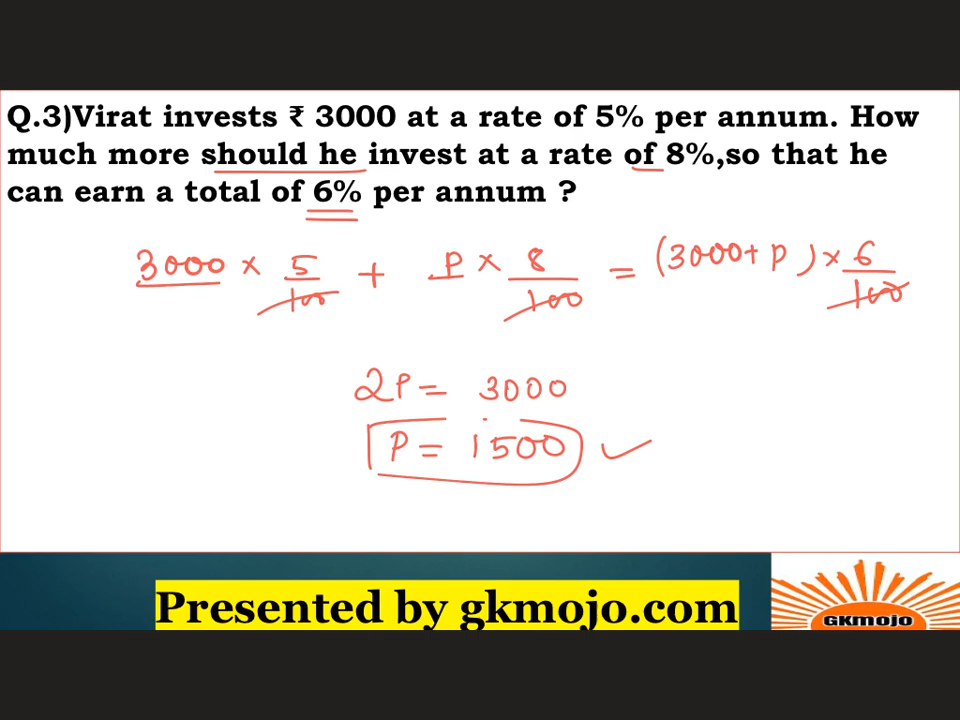 Q.3)Virat invests ₹ 3000 at a rate of 5% per annum. How
much more should he invest at a rate of 8%,so that he
can earn a total of 6% per annum ?
3000 × 5/100 + P × 8/100 = (3000+P) × 6/100
2P = 3000
P = 1500 ✓
Presented by gkmojo.com
GKmojo